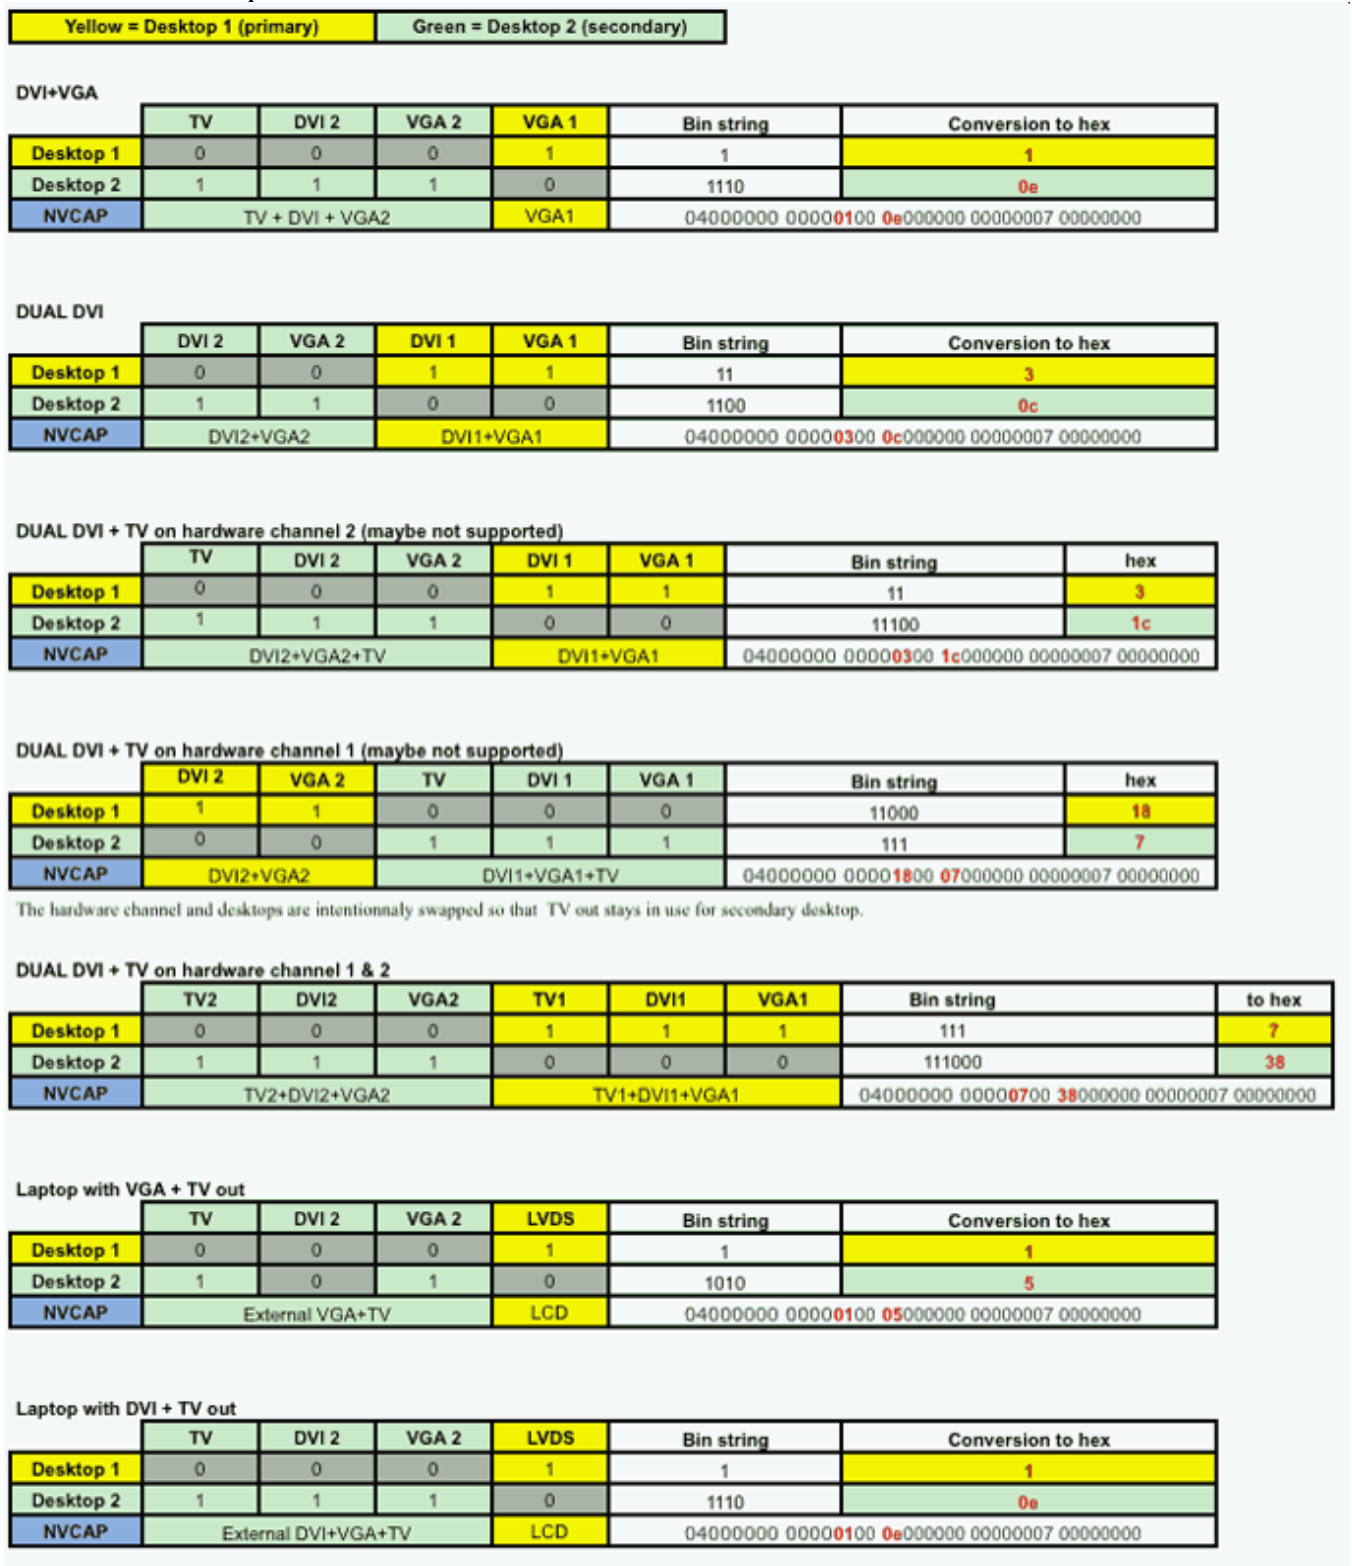 Yellow = Desktop 1 (primary) Green = Desktop 2 (secondary)
DVI+VGA
TV DVI 2 VGA 2 VGA 1 Bin string Conversion to hex
Desktop 1 0 0 0 1 1 1
Desktop 2 1 1 1 0 1110 0e
NVCAP TV + DVI + VGA2 VGA1 04000000 00000100 0e000000 00000007 00000000
DUAL DVI
DVI 2 VGA 2 DVI 1 VGA 1 Bin string Conversion to hex
Desktop 1 0 0 1 1 11 3
Desktop 2 1 1 0 0 1100 0c
NVCAP DVI2+VGA2 DVI1+VGA1 04000000 00000300 0c000000 00000007 00000000
DUAL DVI + TV on hardware channel 2 (maybe not supported)
TV DVI 2 VGA 2 DVI 1 VGA 1 Bin string hex
Desktop 1 0 0 0 1 1 11 3
Desktop 2 1 1 1 0 0 11100 1c
NVCAP DVI2+VGA2+TV DVI1+VGA1 04000000 00000300 1c000000 00000007 00000000
DUAL DVI + TV on hardware channel 1 (maybe not supported)
DVI 2 VGA 2 TV DVI 1 VGA 1 Bin string hex
Desktop 1 1 1 0 0 0 11000 18
Desktop 2 0 0 1 1 1 111 7
NVCAP DVI2+VGA2 DVI1+VGA1+TV 04000000 00001800 07000000 00000007 00000000
The hardware channel and desktops are intentionnaly swapped so that TV out stays in use for secondary desktop.
DUAL DVI + TV on hardware channel 1 & 2
TV2 DVI2 VGA2 TV1 DVI1 VGA1 Bin string to hex
Desktop 1 0 0 0 1 1 1 111 7
Desktop 2 1 1 1 0 0 0 111000 38
NVCAP TV2+DVI2+VGA2 TV1+DVI1+VGA1 04000000 00000700 38000000 00000007 00000000
Laptop with VGA + TV out
TV DVI 2 VGA 2 LVDS Bin string Conversion to hex
Desktop 1 0 0 0 1 1 1
Desktop 2 1 0 1 0 1010 5
NVCAP External VGA+TV LCD 04000000 00000100 05000000 00000007 00000000
Laptop with DVI + TV out
TV DVI 2 VGA 2 LVDS Bin string Conversion to hex
Desktop 1 0 0 0 1 1 1
Desktop 2 1 1 1 0 1110 0e
NVCAP External DVI+VGA+TV LCD 04000000 00000100 0e000000 00000007 00000000